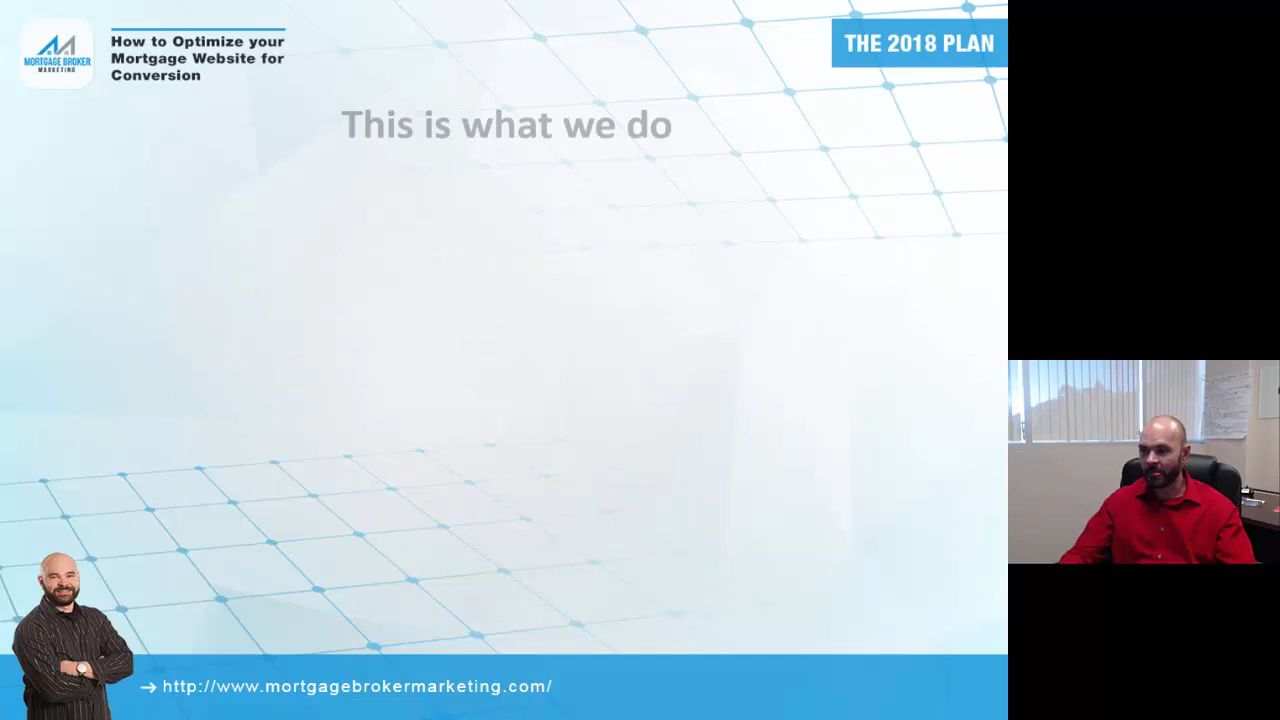 MORTGAGE BROKER
MARKETING
How to Optimize your
Mortgage Website for
Conversion
THE 2018 PLAN
This is what we do
http://www.mortgagebrokermarketing.com/